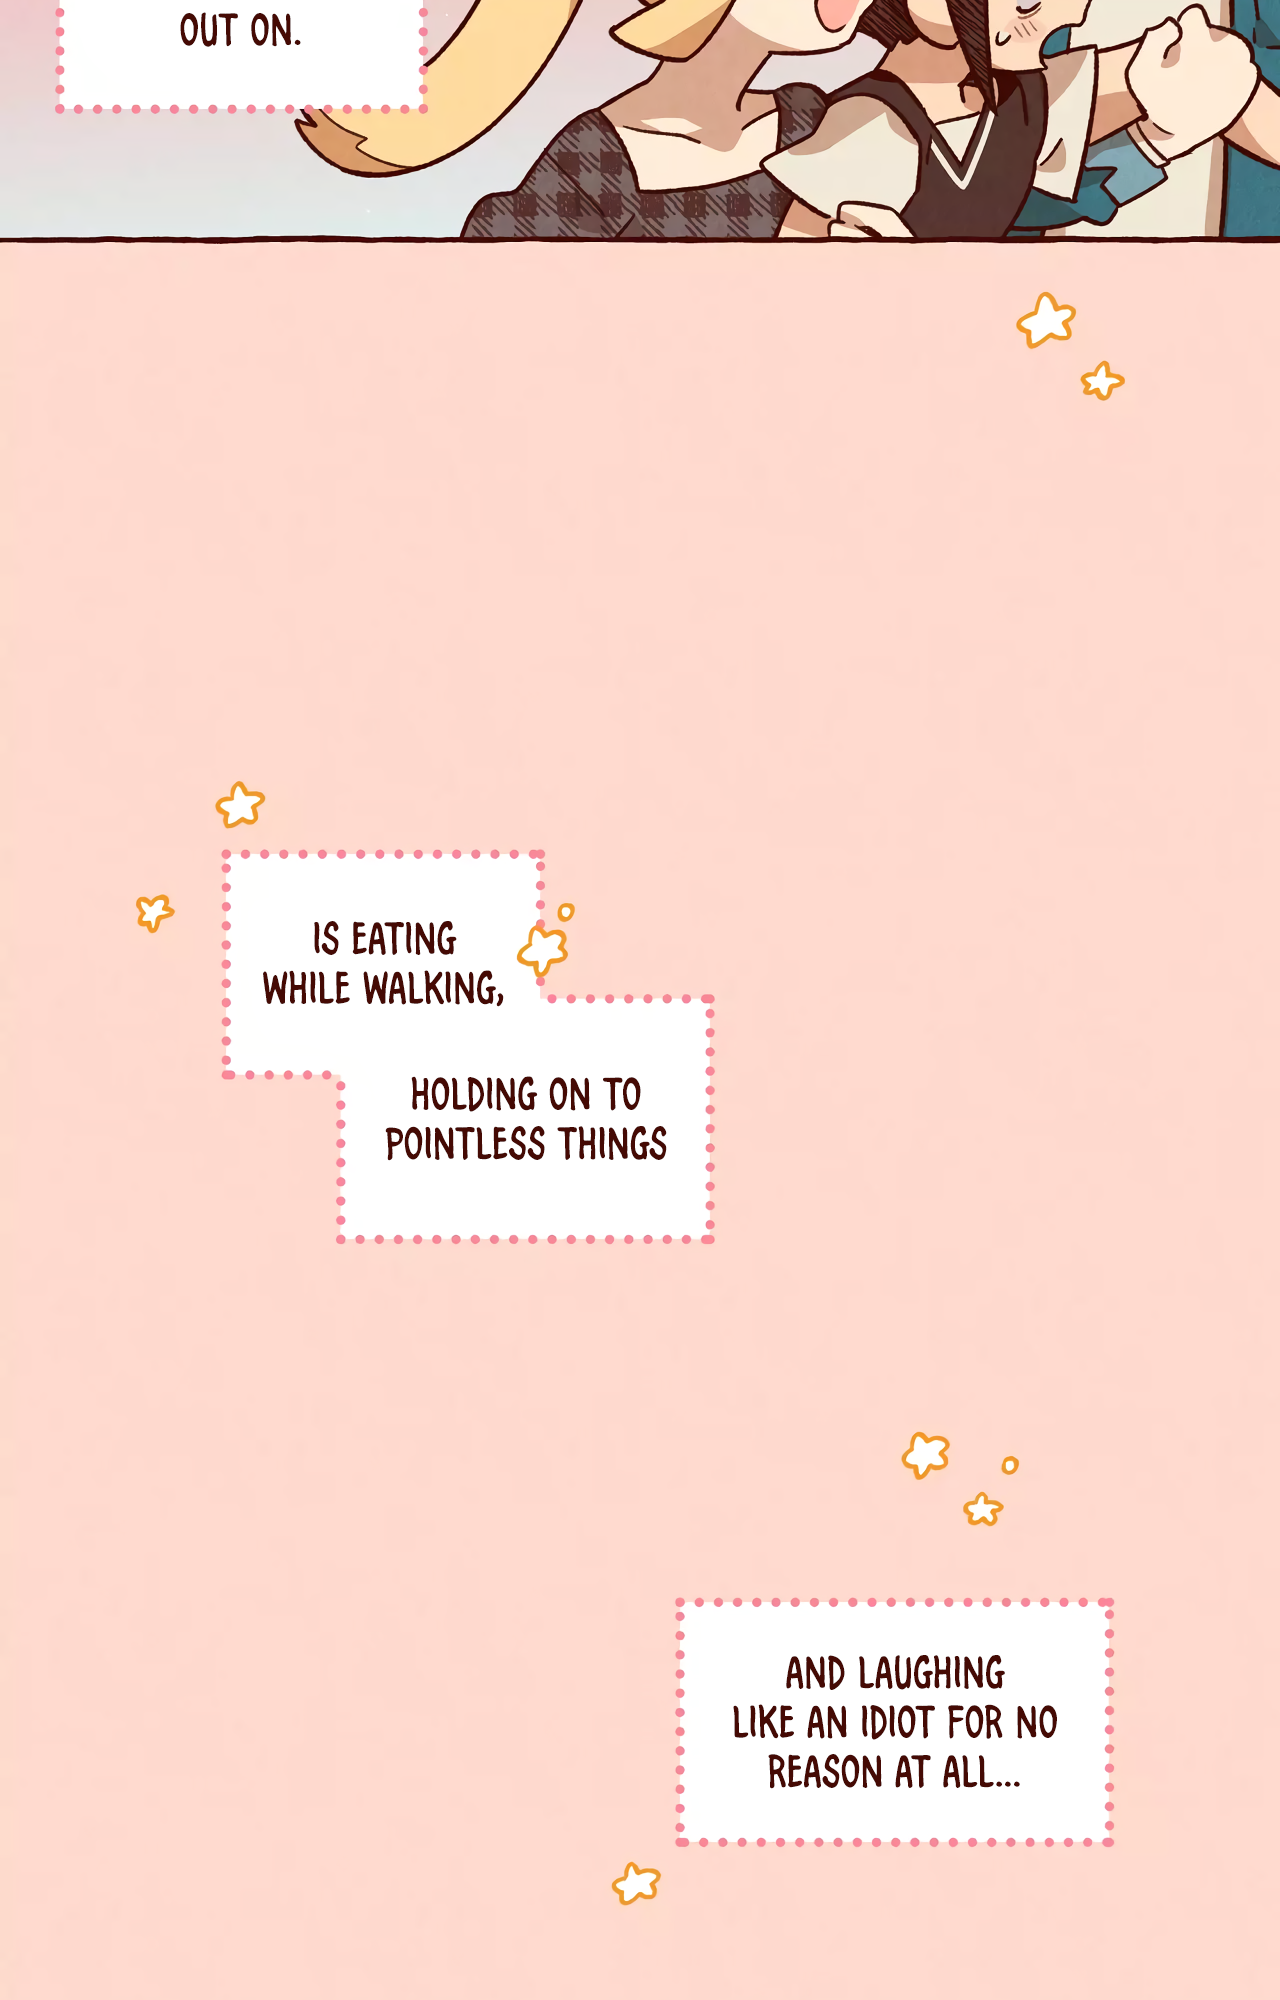 OUT ON.
IS EATING
WHILE WALKING,
HOLDING ON TO
POINTLESS THINGS
AND LAUGHING
LIKE AN IDIOT FOR NO
REASON AT ALL...